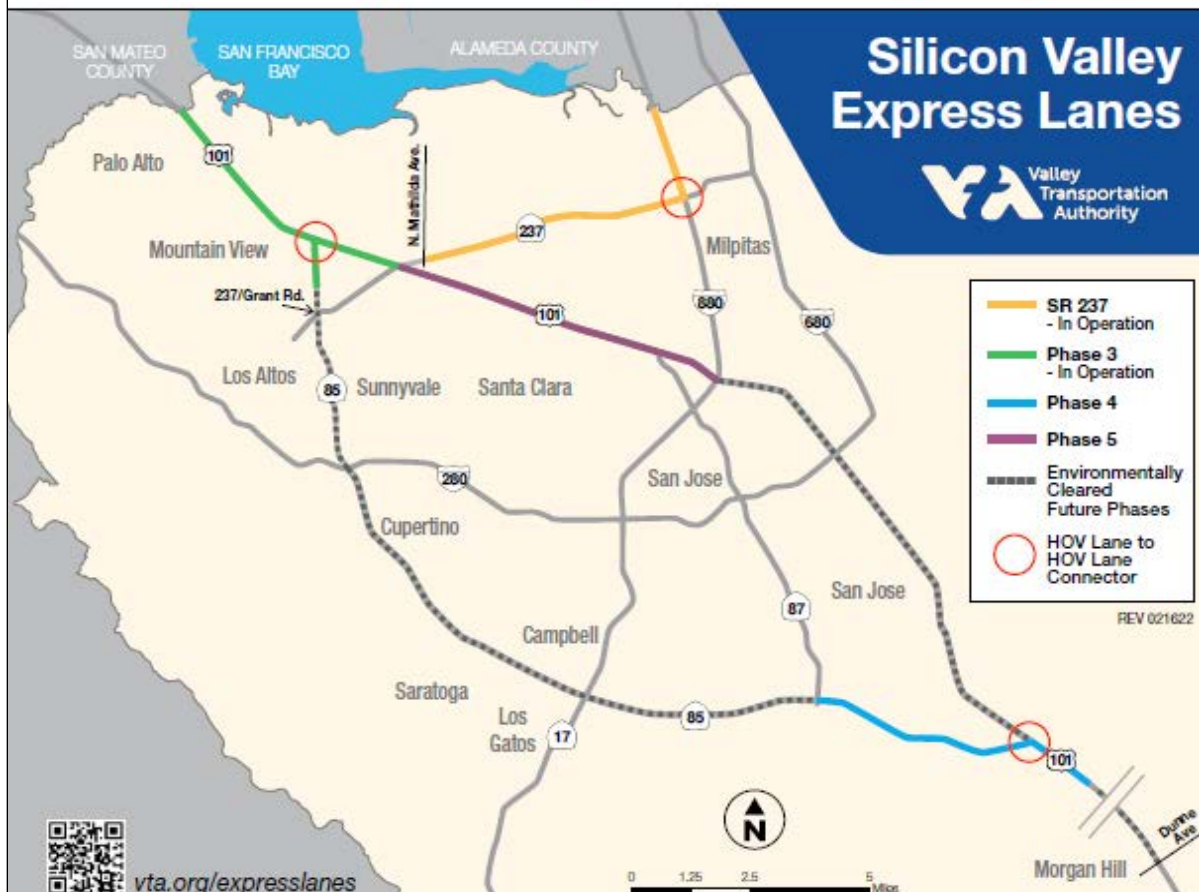 SAN MATEO
COUNTY
SAN FRANCISCO
BAY
ALAMEDA COUNTY
Silicon Valley
Express Lanes
VTA
Valley
Transportation
Authority
Palo Alto
101
N. Mathilda Ave.
237
Mountain View
Milpitas
237/Grant Rd.
101
880
680
SR 237
- In Operation
Phase 3
- In Operation
Phase 4
Phase 5
Environmentally
Cleared
Future Phases
HOV Lane to
HOV Lane
Connector
REV 021622
Los Altos
85
Sunnyvale
Santa Clara
280
San Jose
Cupertino
San Jose
87
Campbell
Saratoga
Los
Gatos
85
17
101
N
Dunne
Ave
Morgan Hill
vta.org/expresslanes
0 1.25 2.5 5
Miles